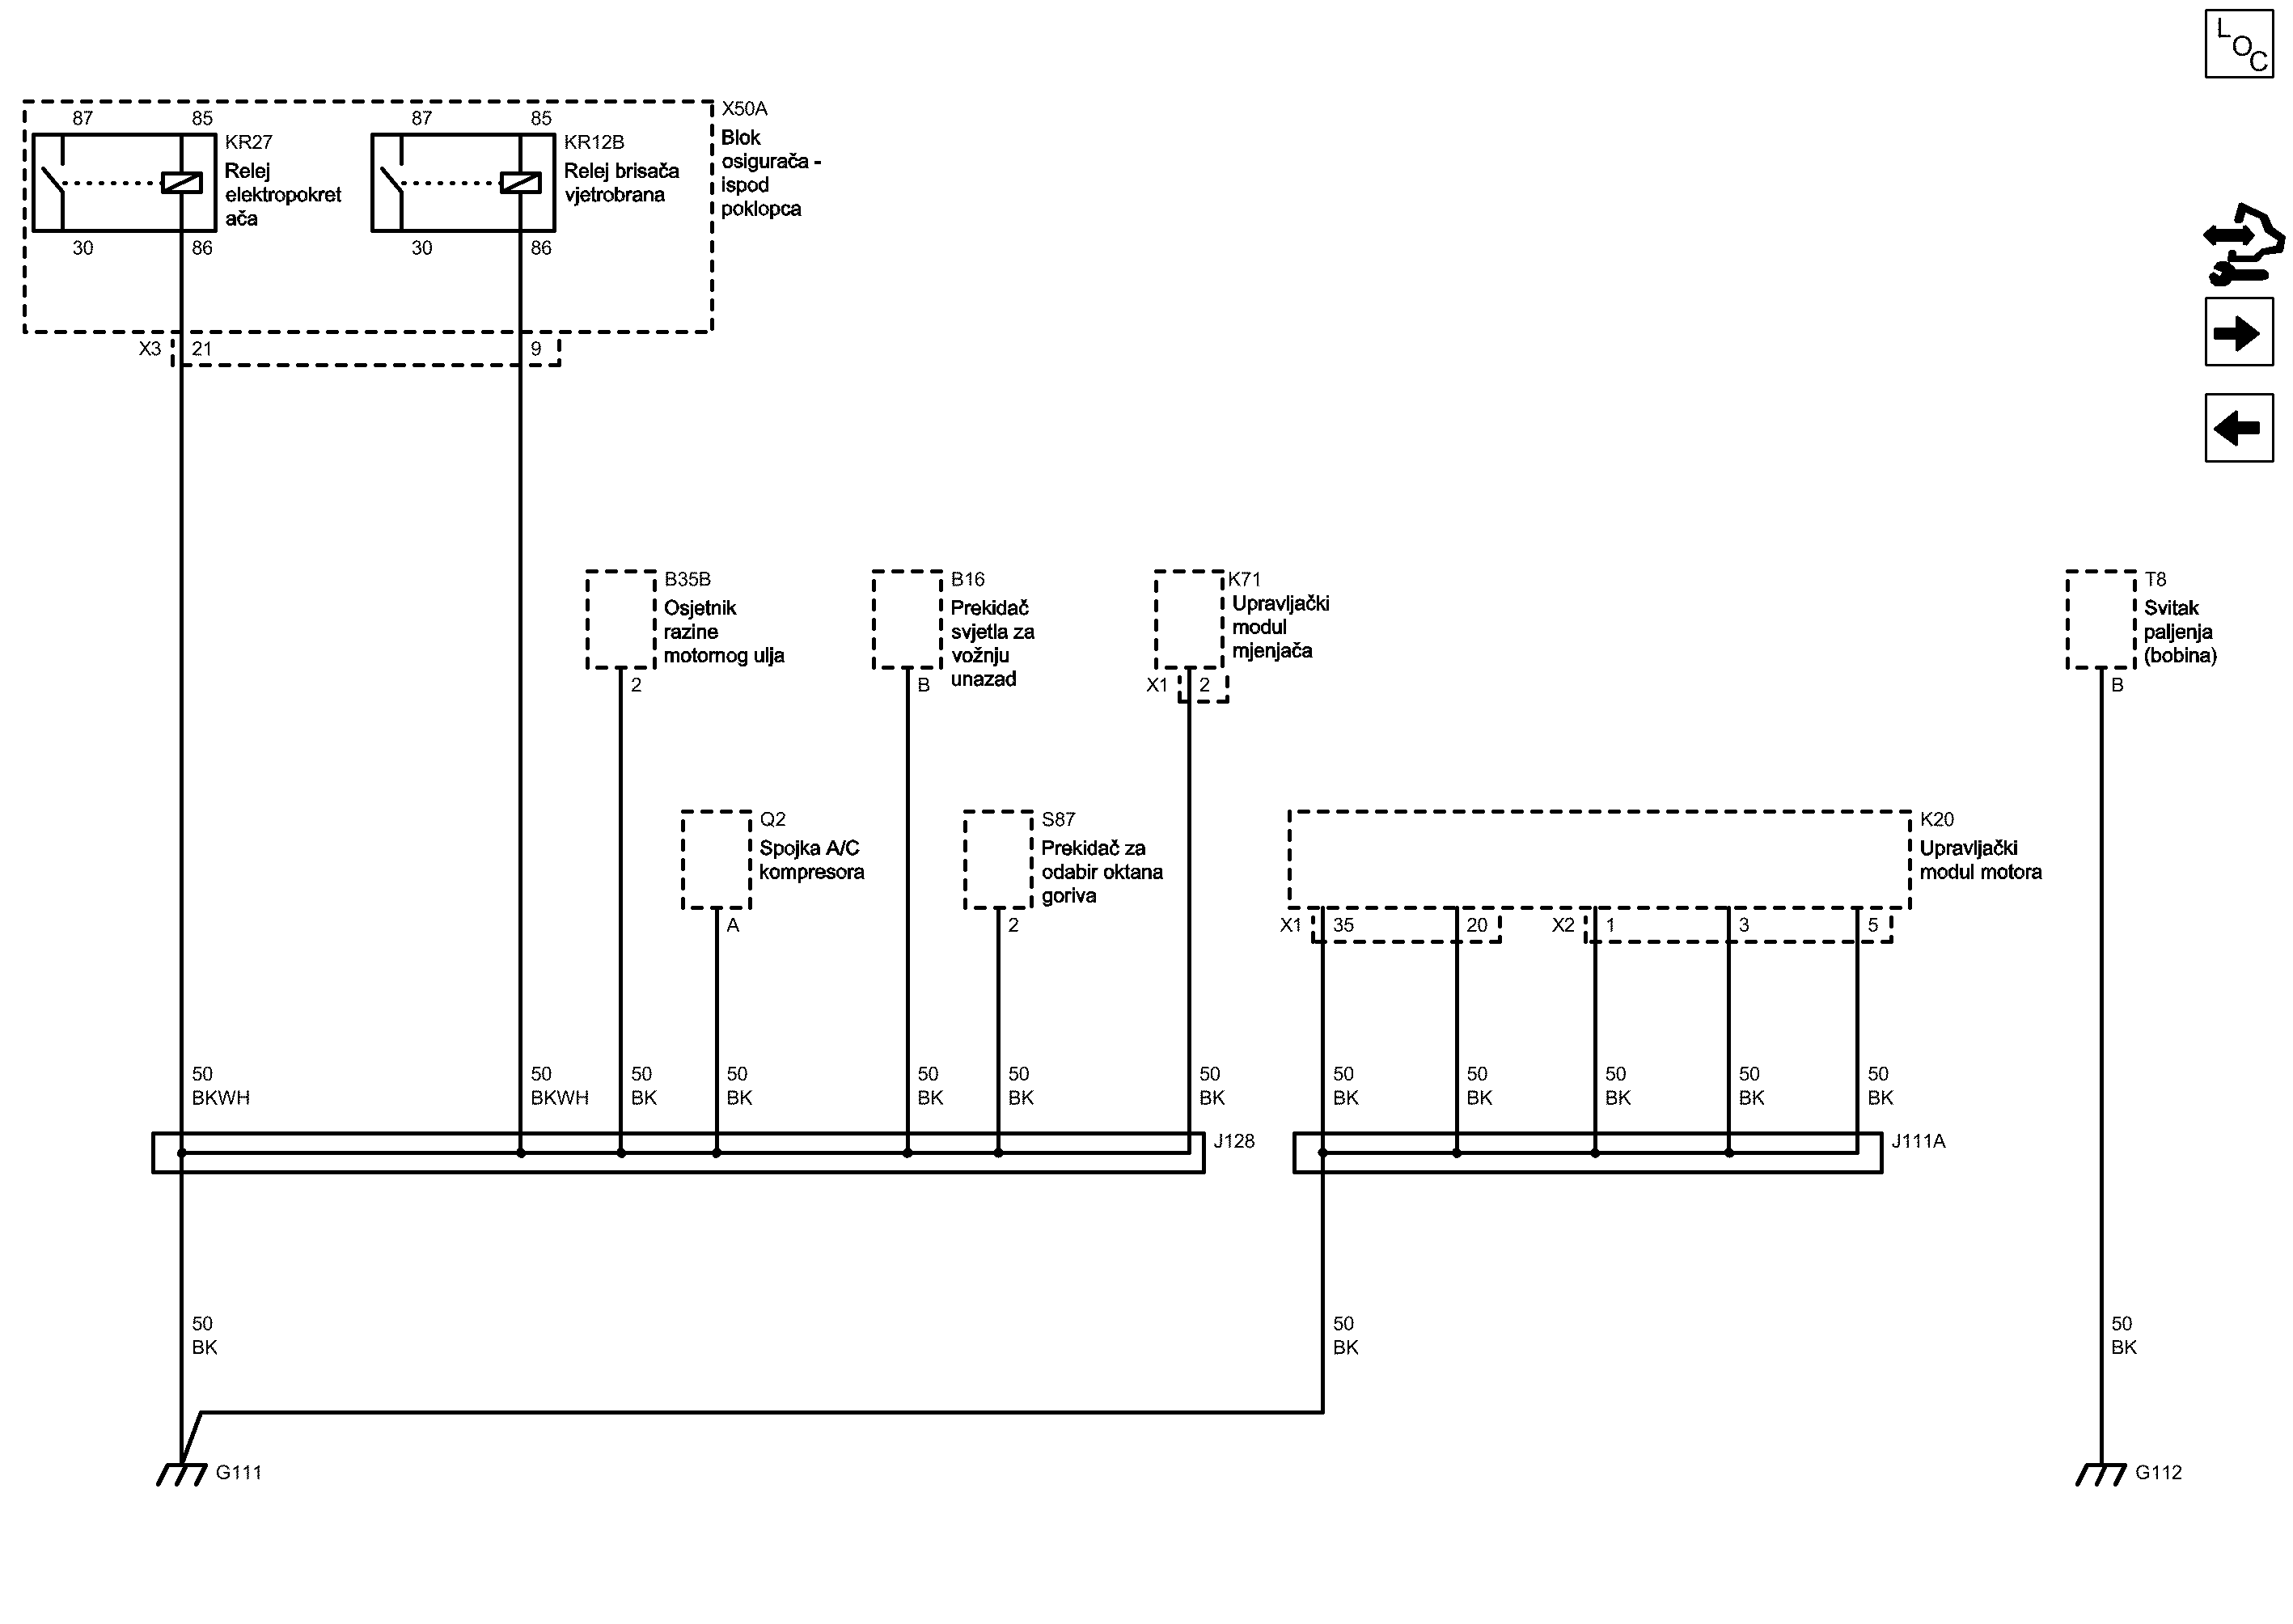 LOC
X50A
Blok
osigurača -
ispod
poklopca
87
85
KR27
Relej
elektropokret
ača
30
86
87
85
KR12B
Relej brisača
vjetrobrana
30
86
X3
21
9
B35B
Osjetnik
razine
motornog ulja
2
B16
Prekidač
svjetla za
vožnju
unazad
B
K71
Upravljački
modul
mjenjača
X1
2
T8
Svitak
paljenja
(bobina)
B
Q2
Spojka A/C
kompresora
A
S87
Prekidač za
odabir oktana
goriva
2
K20
Upravljački
modul motora
X1
35
20
X2
1
3
5
50
BKWH
50
BKWH
50
BK
50
BK
50
BK
50
BK
50
BK
50
BK
50
BK
50
BK
50
BK
50
BK
J128
J111A
50
BK
50
BK
50
BK
G111
G112